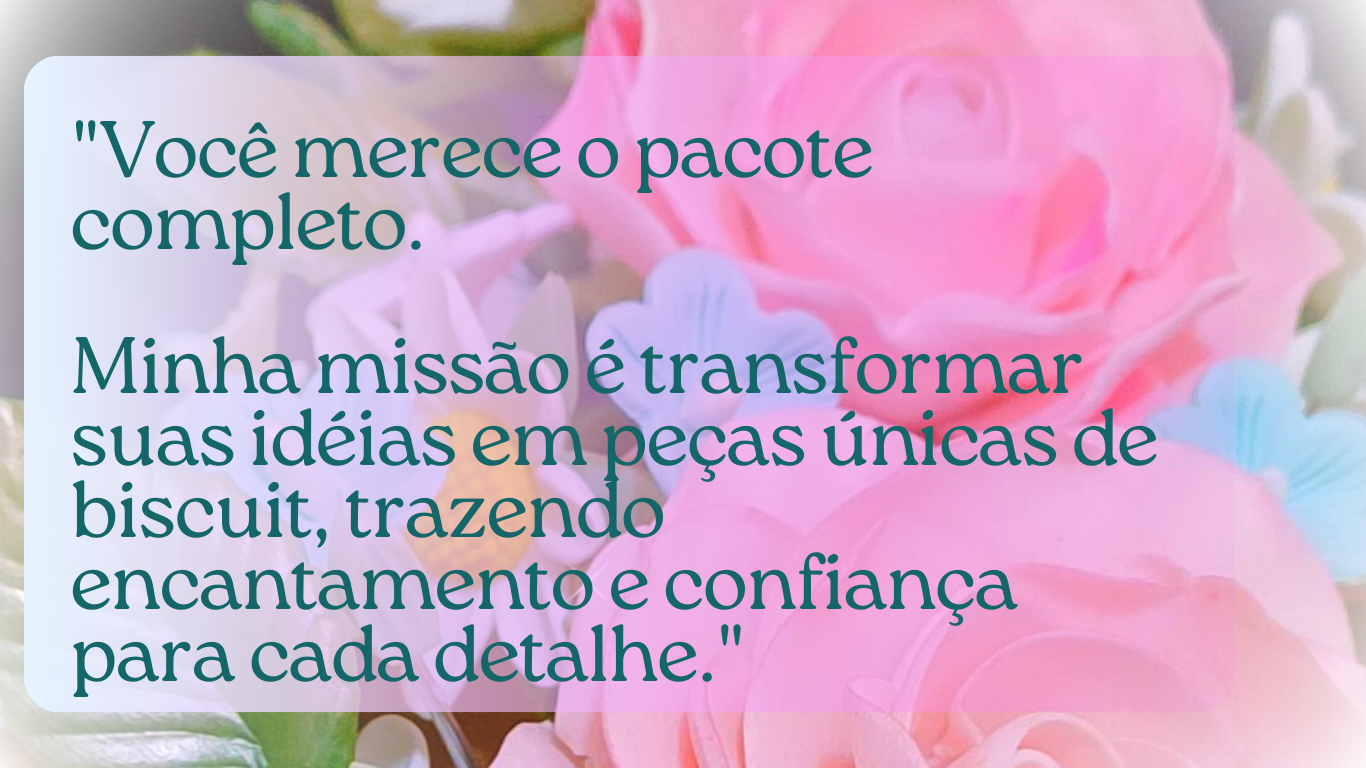 "Você merece o pacote
completo.
Minha missão é transformar
suas idéias em peças únicas de
biscuit, trazendo
encantamento e confiança
para cada detalhe."